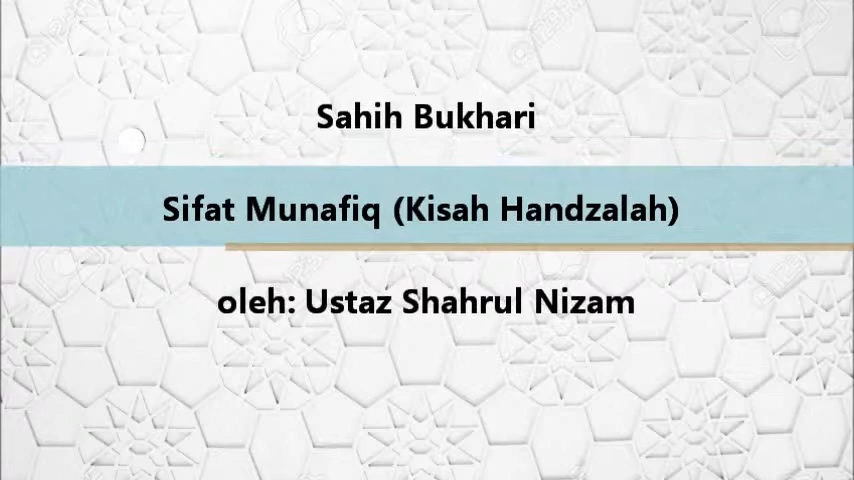 Sahih Bukhari
Sifat Munafiq (Kisah Handzalah)
oleh: Ustaz Shahrul Nizam